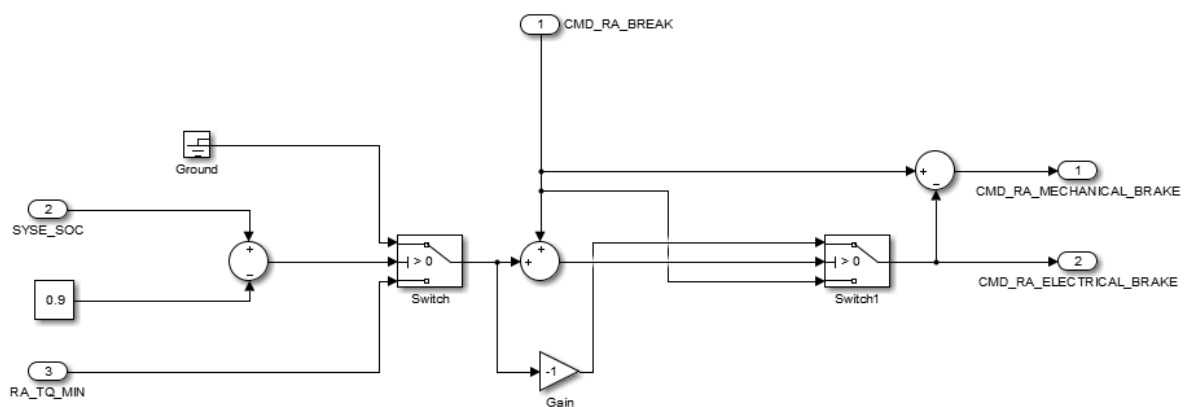 1
CMD_RA_BREAK
Ground
2
SYSE_SOC
+
−
0.9
> 0
Switch
3
RA_TQ_MIN
+
+
-1
Gain
> 0
Switch1
+
−
1
CMD_RA_MECHANICAL_BRAKE
2
CMD_RA_ELECTRICAL_BRAKE